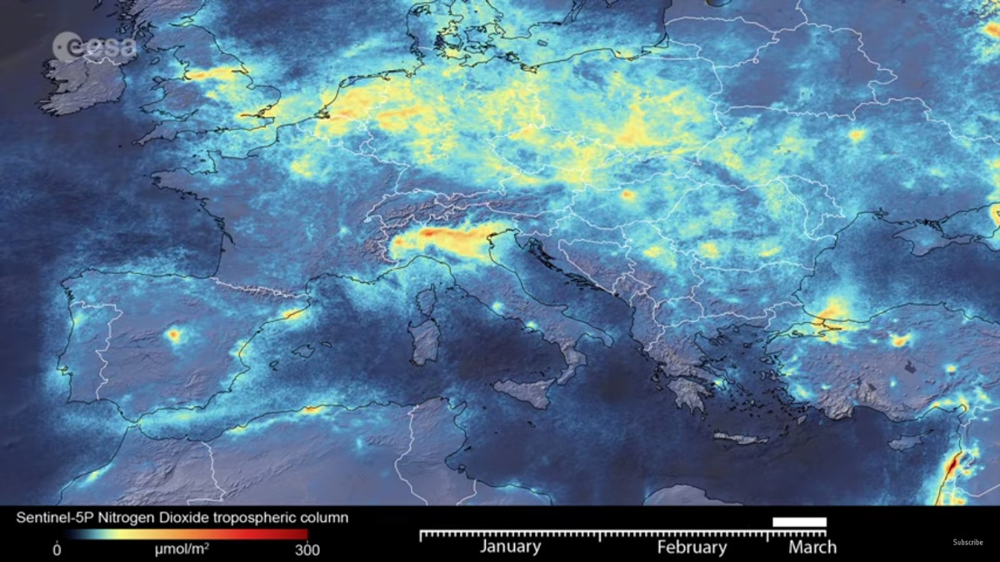 esa
Sentinel-5P Nitrogen Dioxide tropospheric column
0 µmol/m² 300
January February March
Subscribe